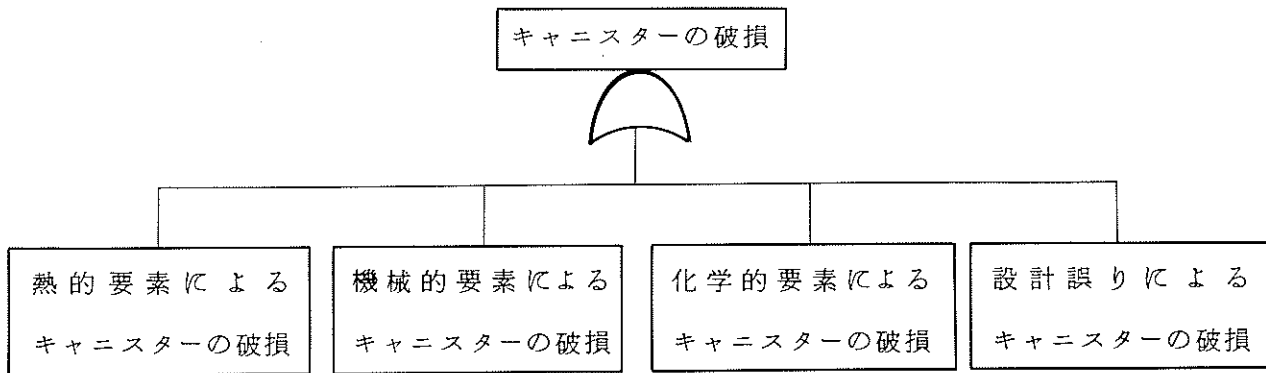 キャニスターの破損
熱的要素による
キャニスターの破損
機械的要素による
キャニスターの破損
化学的要素による
キャニスターの破損
設計誤りによる
キャニスターの破損